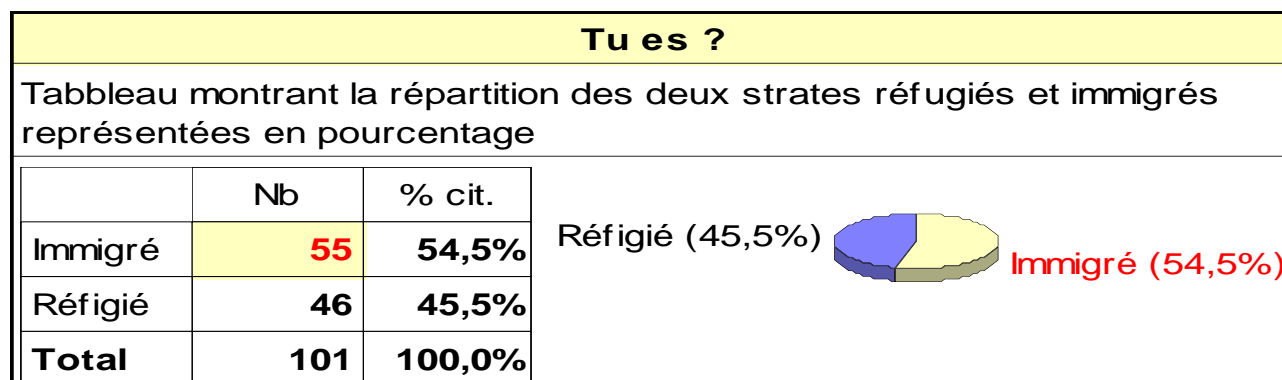 Tu es ?
Tabbleau montrant la répartition des deux strates réfugiés et immigrés
représentées en pourcentage
Nb % cit.
Immigré 55 54,5%
Réfigié 46 45,5%
Total 101 100,0%
Réfigié (45,5%)
Immigré (54,5%)